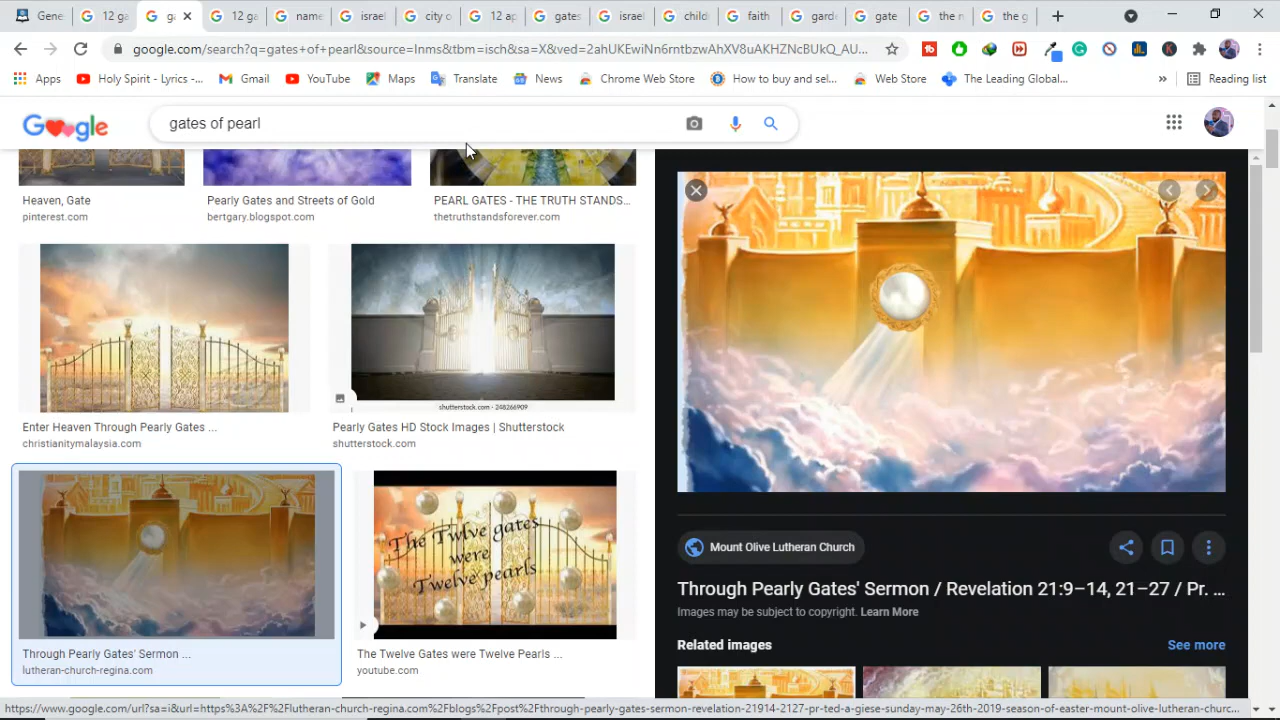 Gene
12 ga
ga
12 g
name
israel
city o
12 ap
gates
israel
child
faith
gard
gate
the n
the g
google.com/search?q=gates+of+pearl&source=lnms&tbm=isch&sa=X&ved=2ahUKEwiNn6rntbzwAhXV8uAKHZNcBUkQ_AU...
Apps
Holy Spirit - Lyrics -...
Gmail
YouTube
Maps
Translate
News
Chrome Web Store
How to buy and sel...
Web Store
The Leading Global...
»
Reading list
Google
gates of pearl
Heaven, Gate
pinterest.com
Pearly Gates and Streets of Gold
bertgary.blogspot.com
PEARL GATES - THE TRUTH STANDS...
thetruthstandsforever.com
shutterstock.com · 248266909
Enter Heaven Through Pearly Gates ...
christianitymalaysia.com
Pearly Gates HD Stock Images | Shutterstock
shutterstock.com
The Twlve gates
were
Twelve pearls
Through Pearly Gates' Sermon ...
lutheran-church-regina.com
The Twelve Gates were Twelve Pearls ...
youtube.com
Mount Olive Lutheran Church
Through Pearly Gates' Sermon / Revelation 21:9–14, 21–27 / Pr. ...
Images may be subject to copyright. Learn More
Related images
See more
https://www.google.com/url?sa=i&url=https%3A%2F%2Flutheran-church-regina.com%2Fblogs%2Fpost%2Fthrough-pearly-gates-sermon-revelation-21914-2127-pr-ted-a-giese-sunday-may-26th-2019-season-of-easter-mount-olive-lutheran-churc...